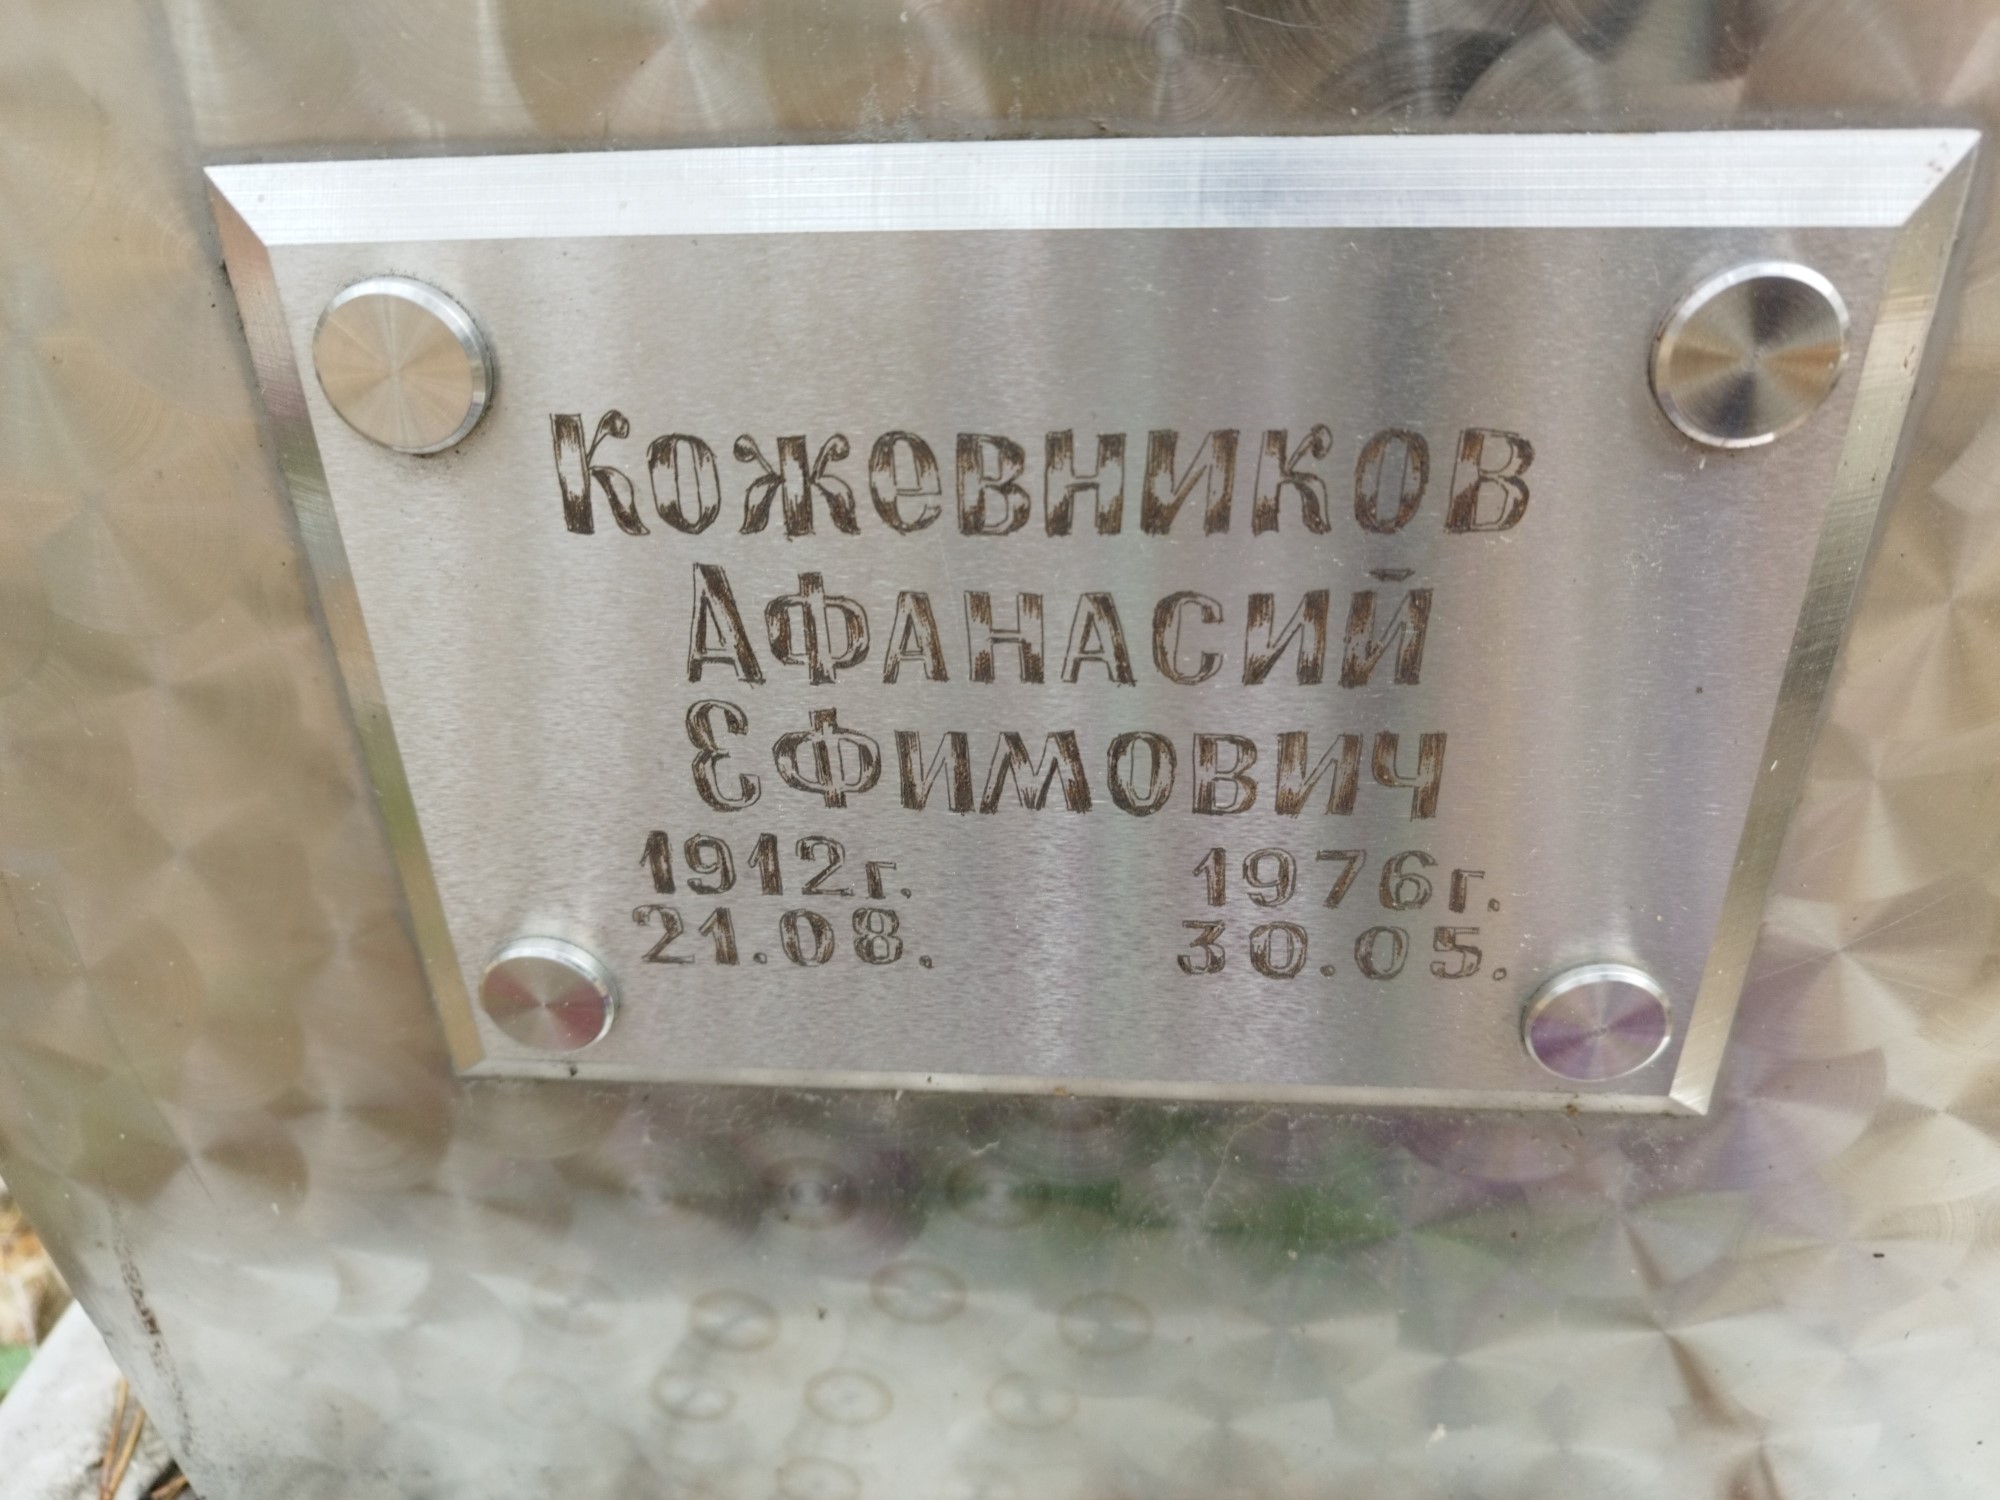 Кожевников
Афанасий
Ефимович
1912г. 1976г.
21.08. 30.05.